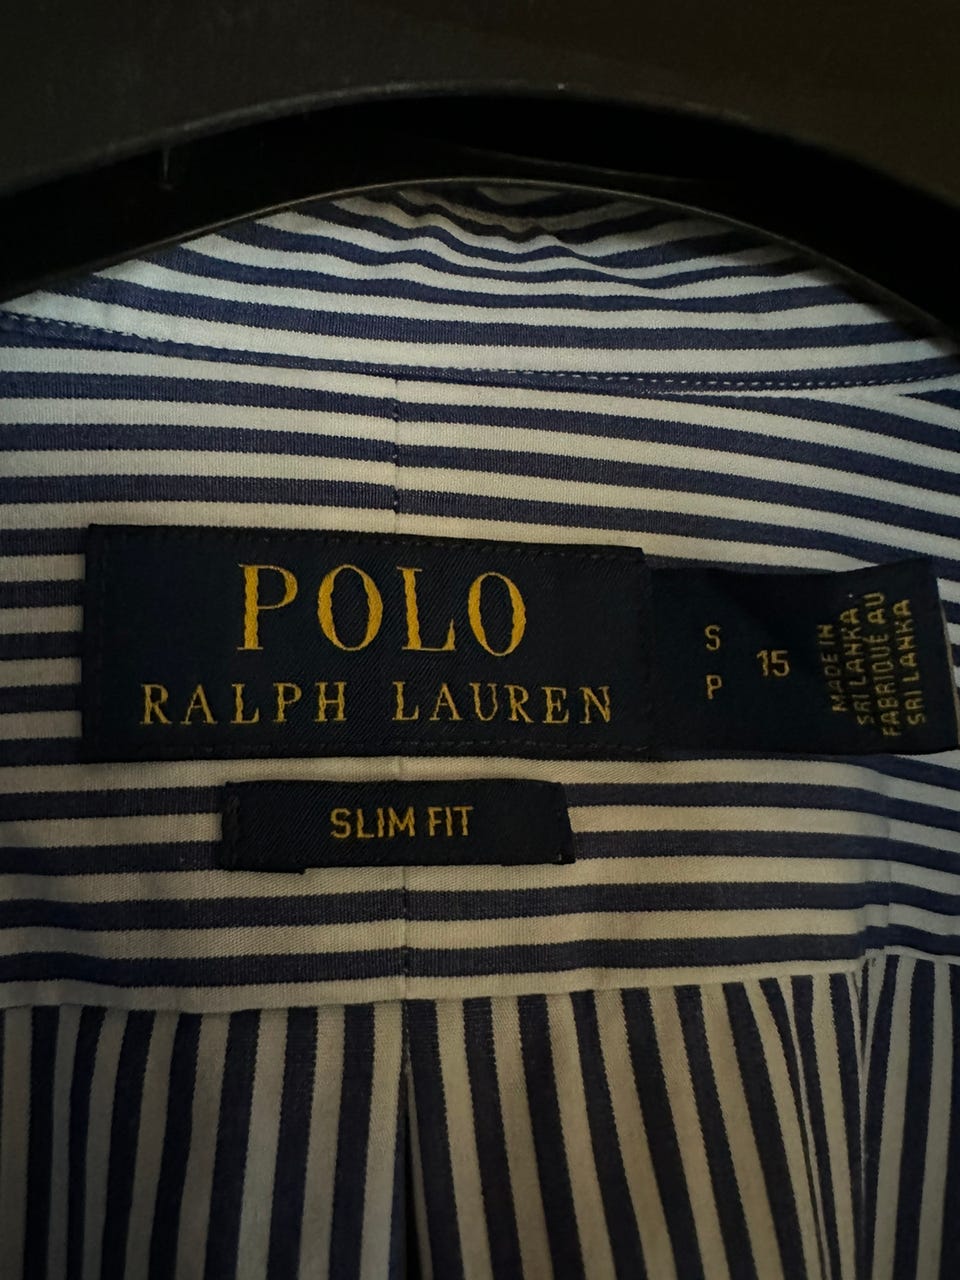 POLO
RALPH LAUREN
S
P
15
MADE IN
SRI LANKA.
FABRIQUÉ AU
SRI LANKA
SLIM FIT